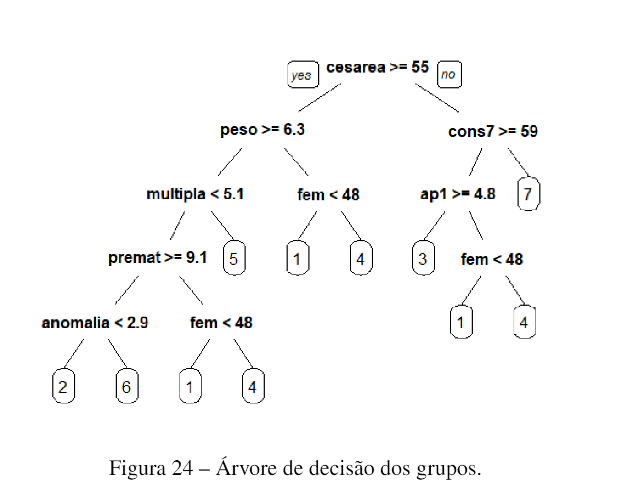 yes cesarea >= 55 no
peso >= 6.3 cons7 >= 59
multipla < 5.1 fem < 48 ap1 >= 4.8 7
premat >= 9.1 5 1 4 3 fem < 48
anomalia < 2.9 fem < 48 1 4
2 6 1 4
Figura 24 – Árvore de decisão dos grupos.